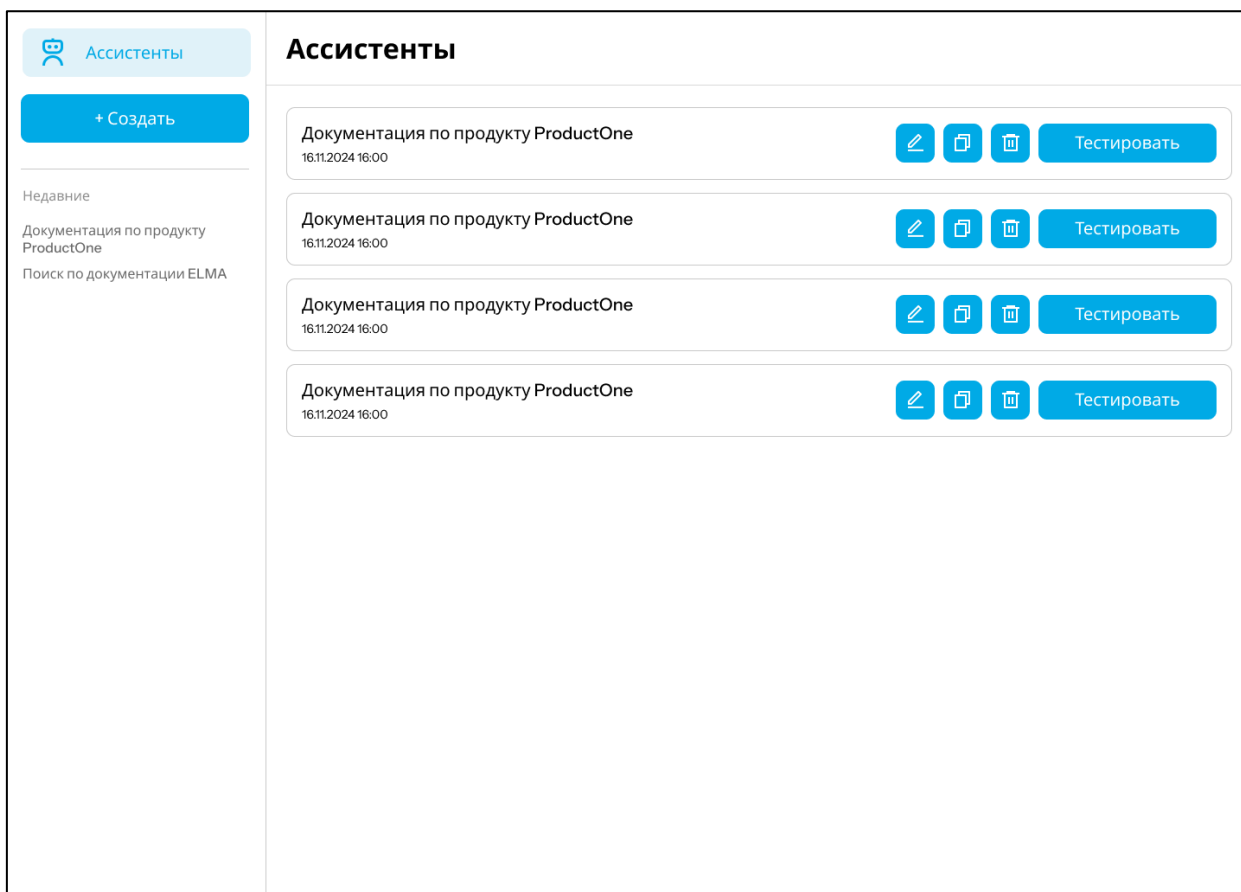 Ассистенты
+ Создать
Недавние
Документация по продукту
ProductOne
Поиск по документации ELMA
Ассистенты
Документация по продукту ProductOne
16.11.2024 16:00
Тестировать
Документация по продукту ProductOne
16.11.2024 16:00
Тестировать
Документация по продукту ProductOne
16.11.2024 16:00
Тестировать
Документация по продукту ProductOne
16.11.2024 16:00
Тестировать